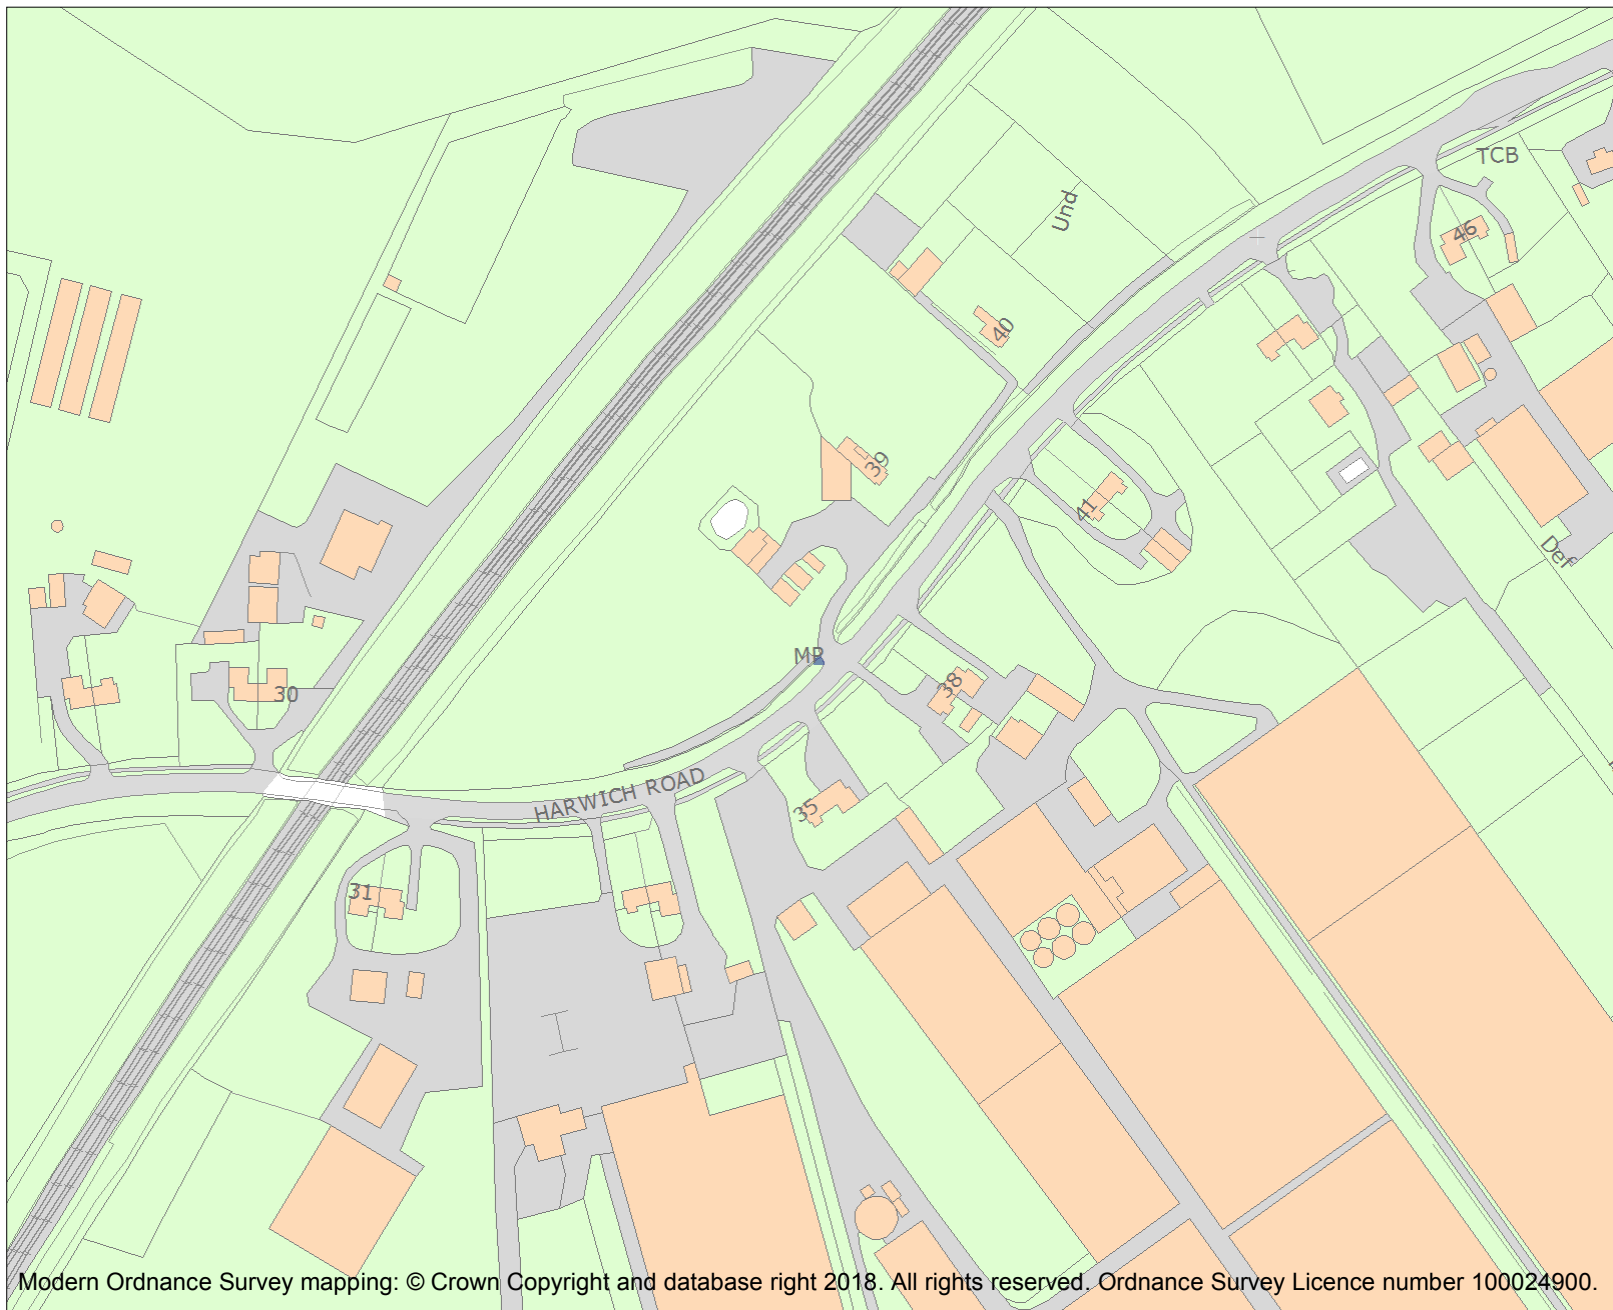 TCB
Und
46
40
39
41
Def
MP
38
30
HARWICH ROAD
35
31
Modern Ordnance Survey mapping: © Crown Copyright and database right 2018. All rights reserved. Ordnance Survey Licence number 100024900.